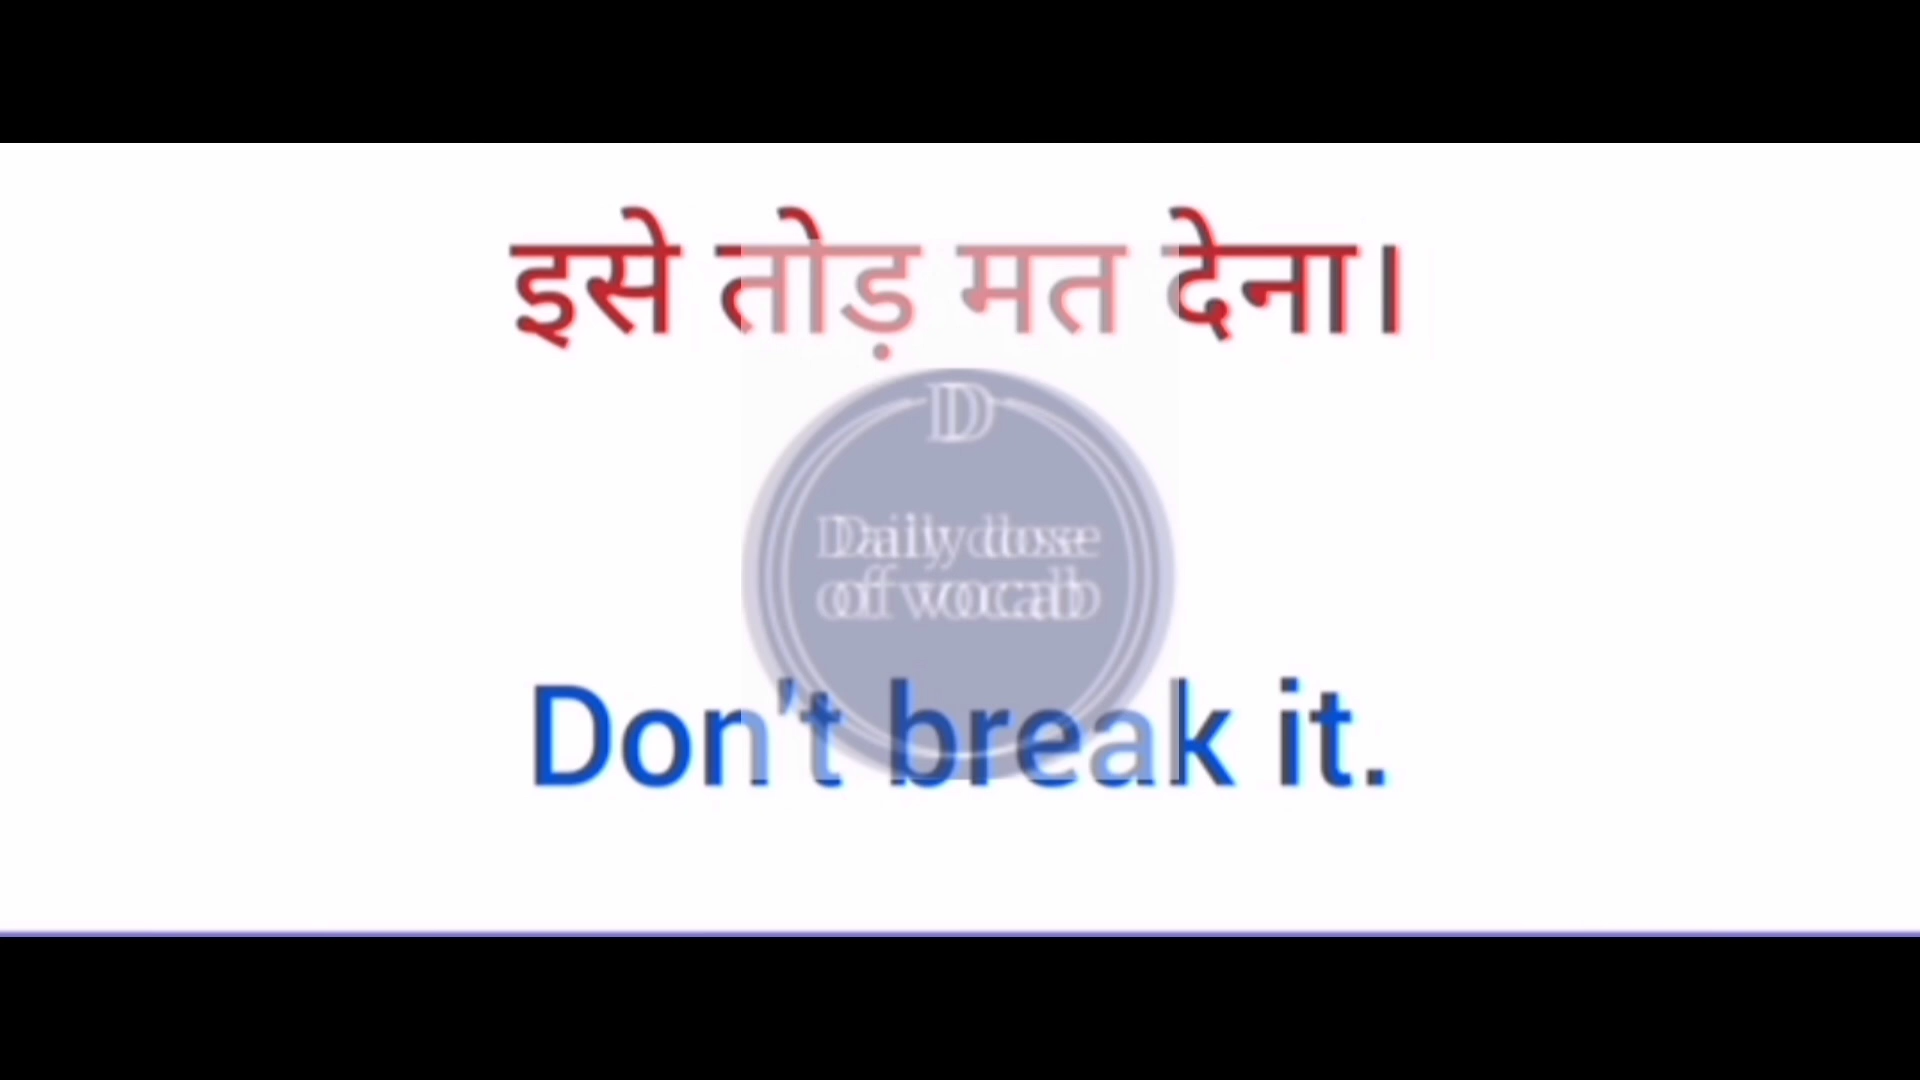 इसे तोड़ मत देना।
D
Daily dose
of vocab
Don't break it.